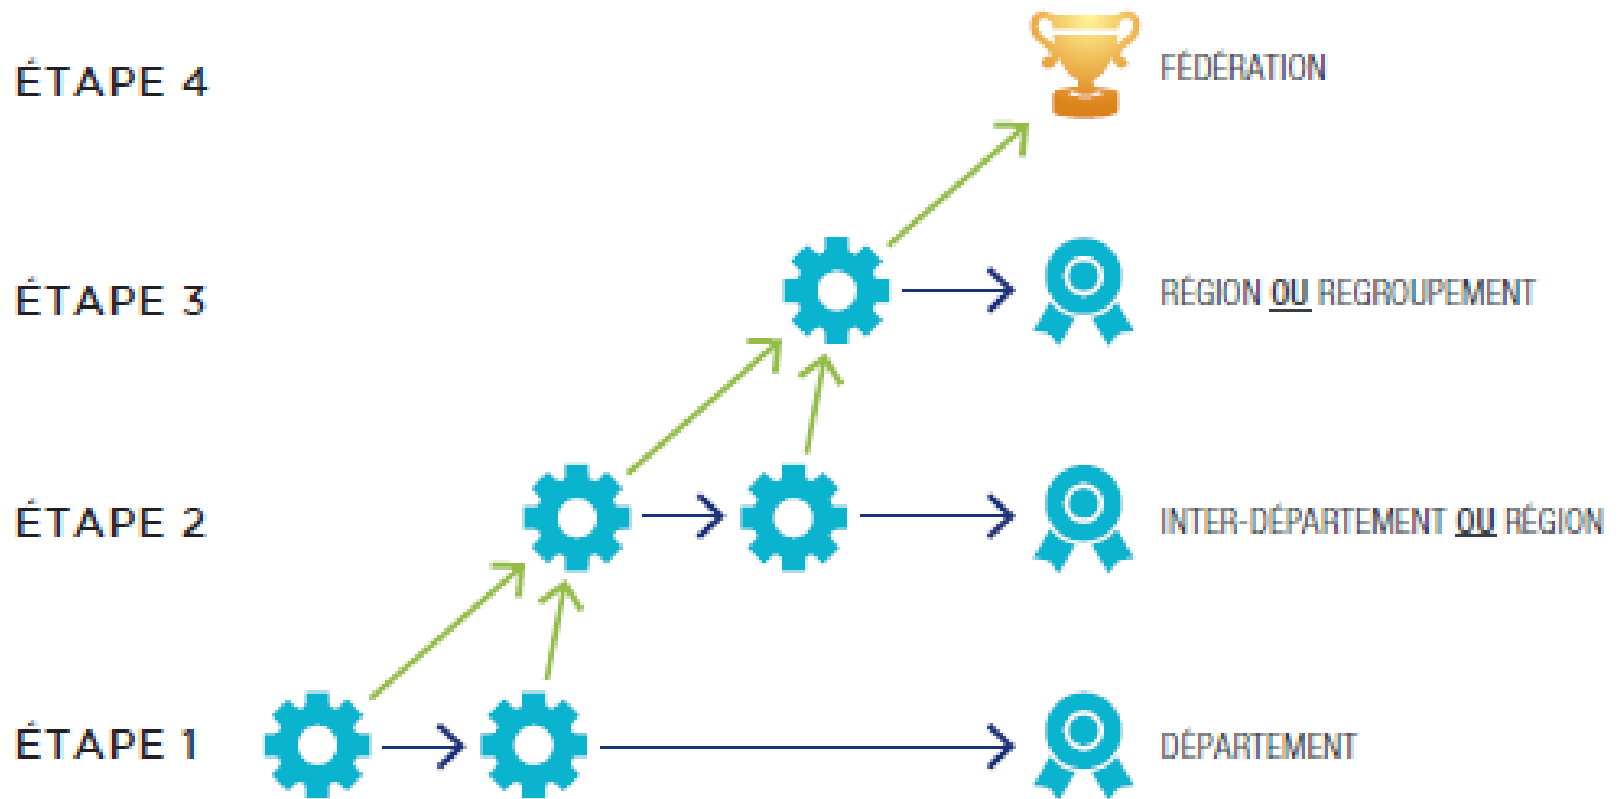 ÉTAPE 4
FÉDÉRATION
ÉTAPE 3
RÉGION OU REGROUPEMENT
ÉTAPE 2
INTER-DÉPARTEMENT OU RÉGION
ÉTAPE 1
DÉPARTEMENT